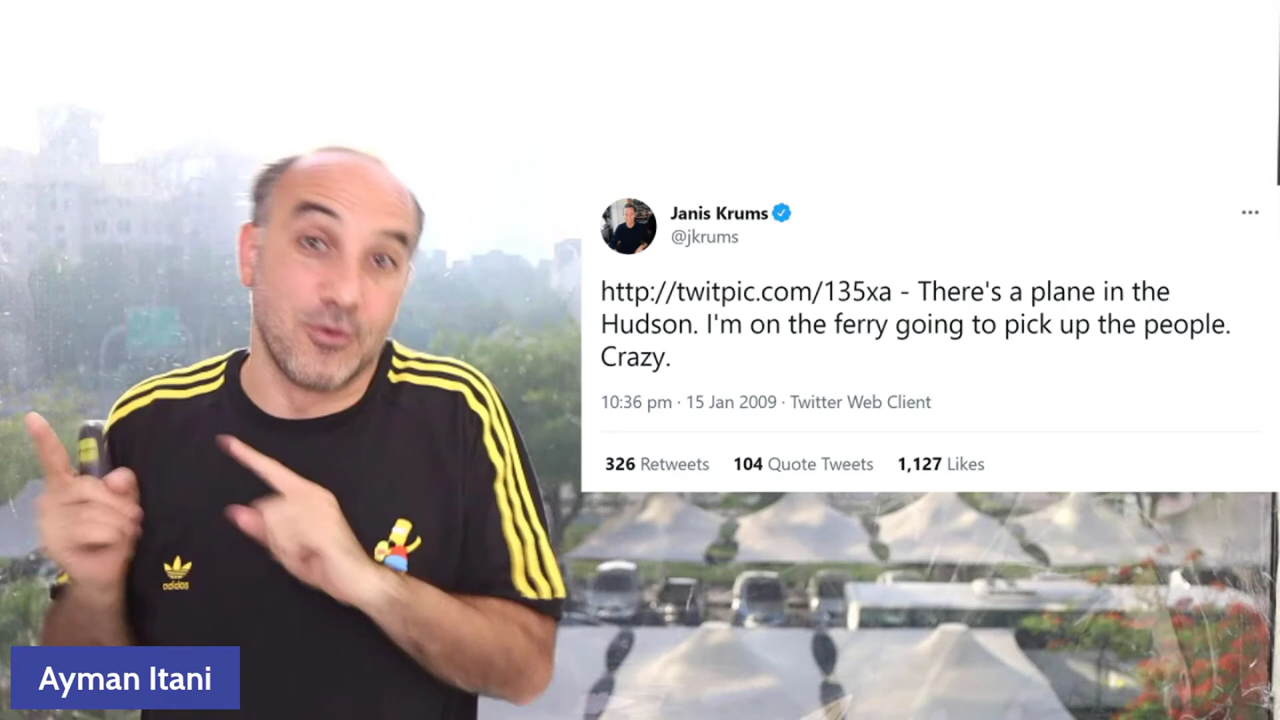 Janis Krums
@jkrums
http://twitpic.com/135xa - There's a plane in the
Hudson. I'm on the ferry going to pick up the people.
Crazy.
10:36 pm · 15 Jan 2009 · Twitter Web Client
326 Retweets 104 Quote Tweets 1,127 Likes
adidas
Ayman Itani